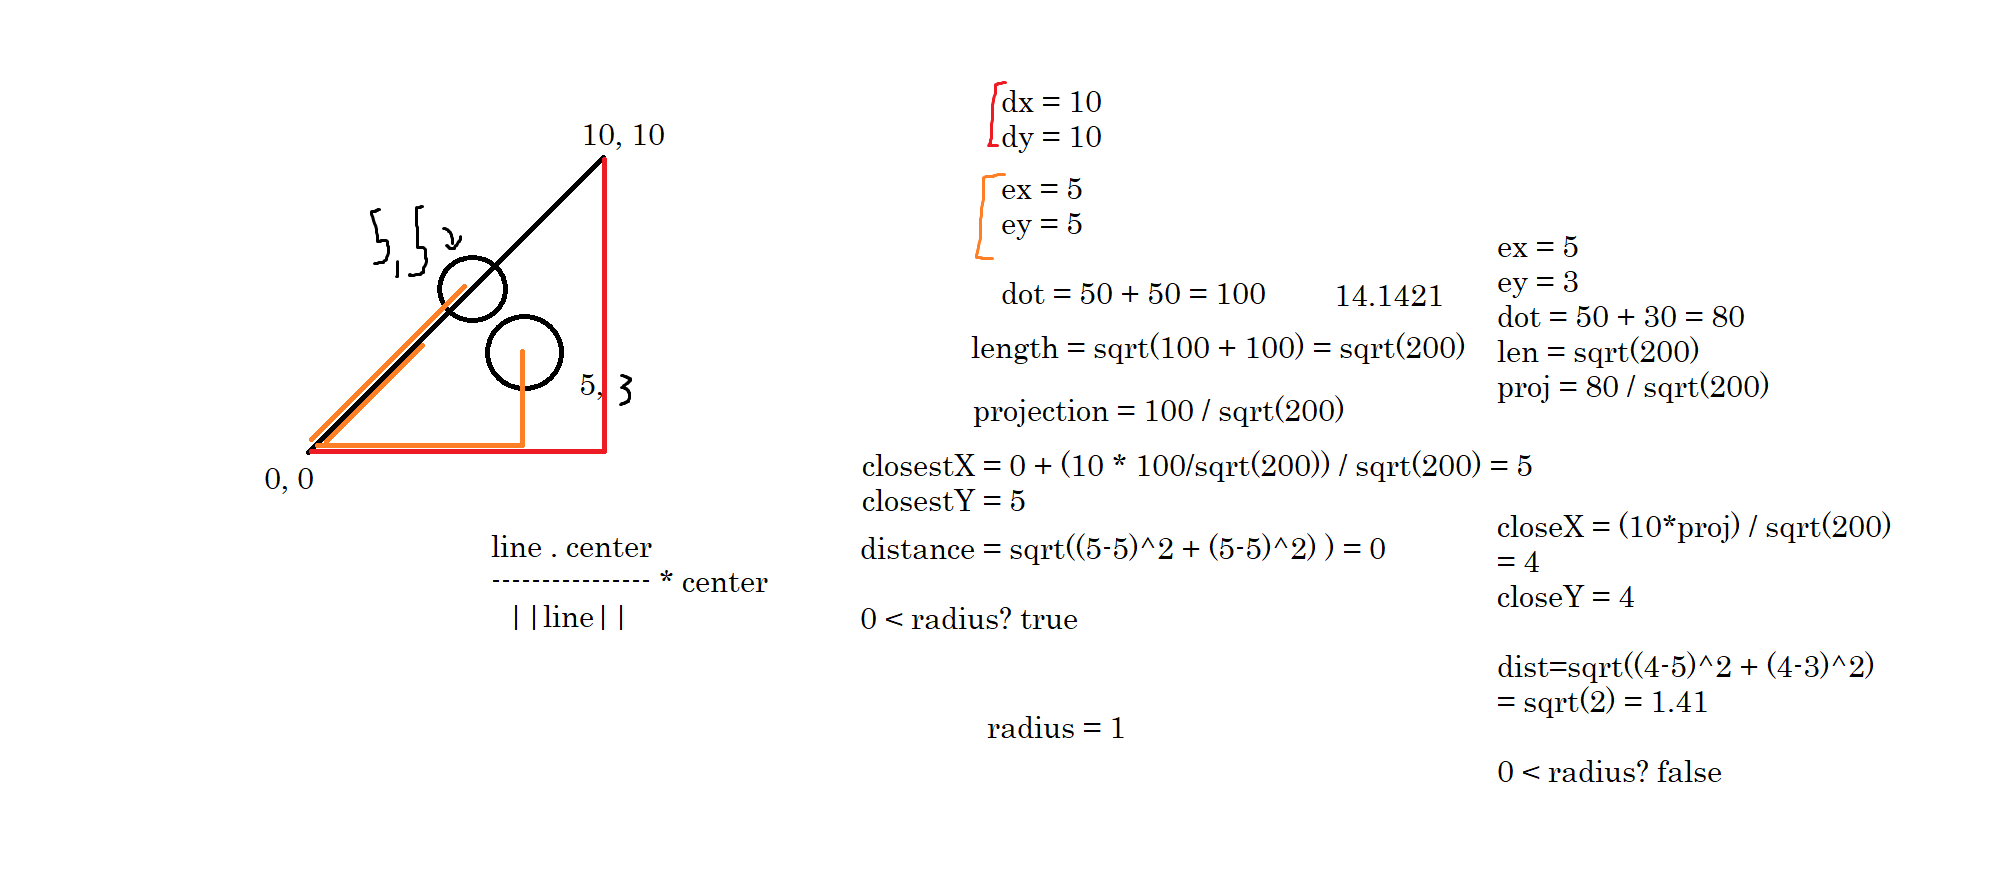 10, 10
5, 5
5, 3
0, 0
line . center
---------------- * center
||line||
dx = 10
dy = 10
ex = 5
ey = 5
dot = 50 + 50 = 100
14.1421
length = sqrt(100 + 100) = sqrt(200)
projection = 100 / sqrt(200)
closestX = 0 + (10 * 100/sqrt(200)) / sqrt(200) = 5
closestY = 5
distance = sqrt((5-5)^2 + (5-5)^2) ) = 0
0 < radius? true
radius = 1
ex = 5
ey = 3
dot = 50 + 30 = 80
len = sqrt(200)
proj = 80 / sqrt(200)
closeX = (10*proj) / sqrt(200)
= 4
closeY = 4
dist=sqrt((4-5)^2 + (4-3)^2)
= sqrt(2) = 1.41
0 < radius? false